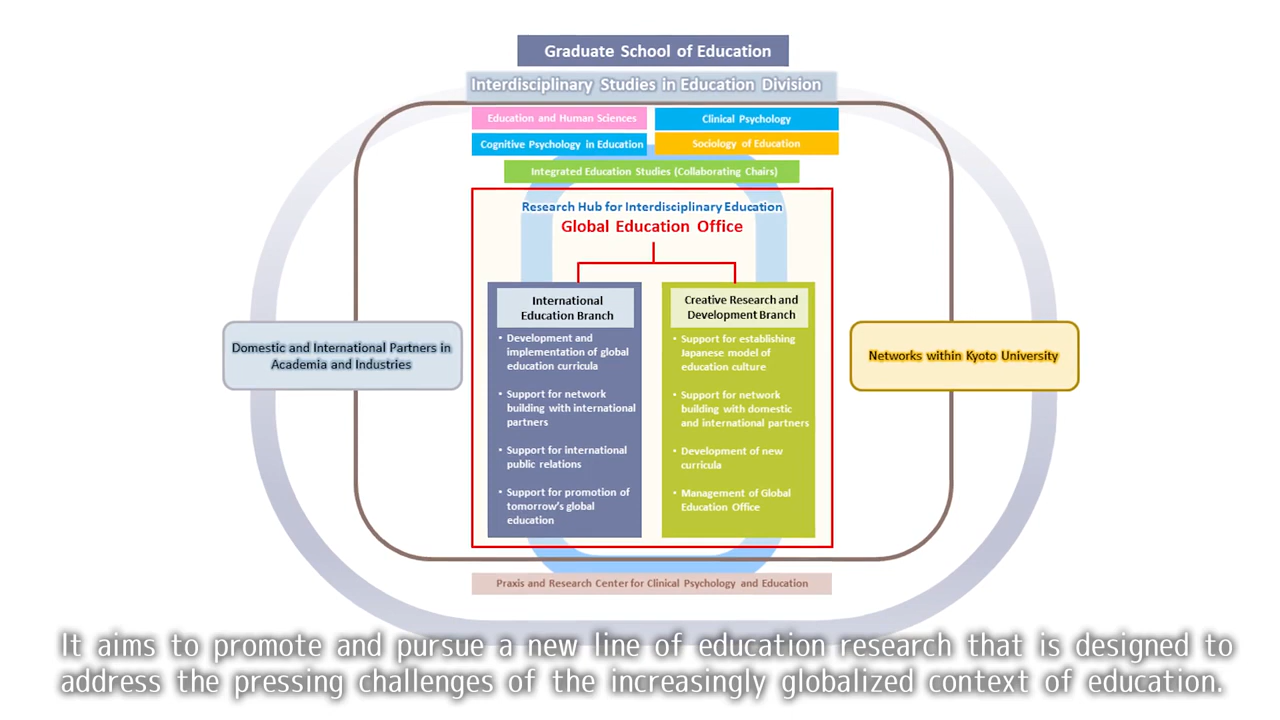 Graduate School of Education
Interdisciplinary Studies in Education Division
Education and Human Sciences
Clinical Psychology
Cognitive Psychology in Education
Sociology of Education
Integrated Education Studies (Collaborating Chairs)
Research Hub for Interdisciplinary Education
Global Education Office
International
Education Branch
• Development and
implementation of global
education curricula
• Support for network
building with international
partners
• Support for international
public relations
• Support for promotion of
tomorrow's global
education
Creative Research and
Development Branch
• Support for establishing
Japanese model of
education culture
• Support for network
building with domestic
and international partners
• Development of new
curricula
• Management of Global
Education Office
Domestic and International Partners in
Academia and Industries
Networks within Kyoto University
Praxis and Research Center for Clinical Psychology and Education
It aims to promote and pursue a new line of education research that is designed to
address the pressing challenges of the increasingly globalized context of education.